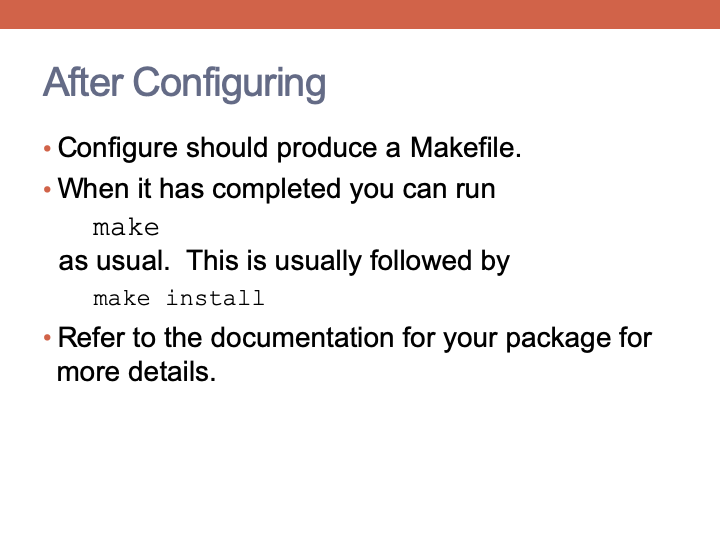 After Configuring
• Configure should produce a Makefile.
• When it has completed you can run
make
as usual.  This is usually followed by
make install
• Refer to the documentation for your package for
more details.